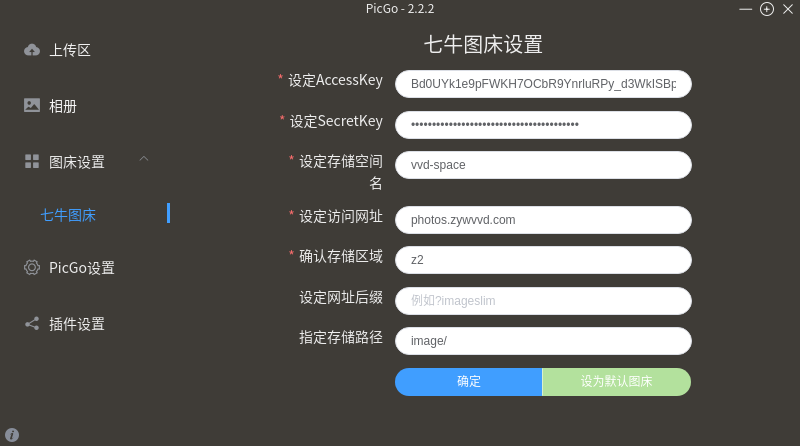 PicGo - 2.2.2
上传区
相册
图床设置
七牛图床
PicGo设置
插件设置
七牛图床设置
* 设定AccessKey
Bd0UYk1e9pFWKH7OCbR9YnrluRPy_d3WkISBp
* 设定SecretKey
••••••••••••••••••••••••••••••••••••••••
* 设定存储空间
名
vvd-space
* 设定访问网址
photos.zywvvd.com
* 确认存储区域
z2
设定网址后缀
例如?imageslim
指定存储路径
image/
确定
设为默认图床